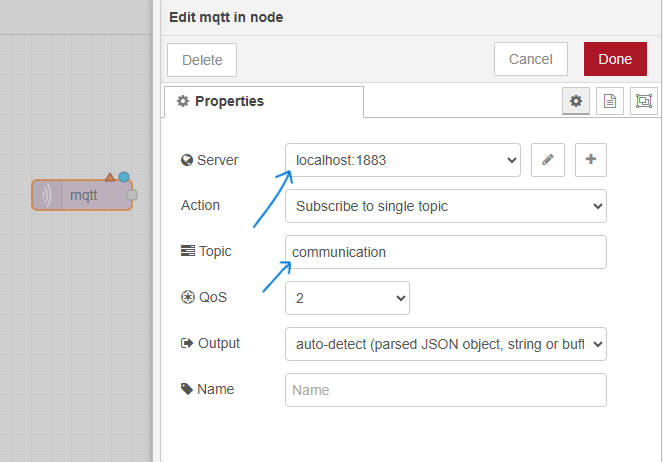 Edit mqtt in node
Delete
Cancel
Done
Properties
mqtt
Server
localhost:1883
Action
Subscribe to single topic
Topic
communication
QoS
2
Output
auto-detect (parsed JSON object, string or buff
Name
Name